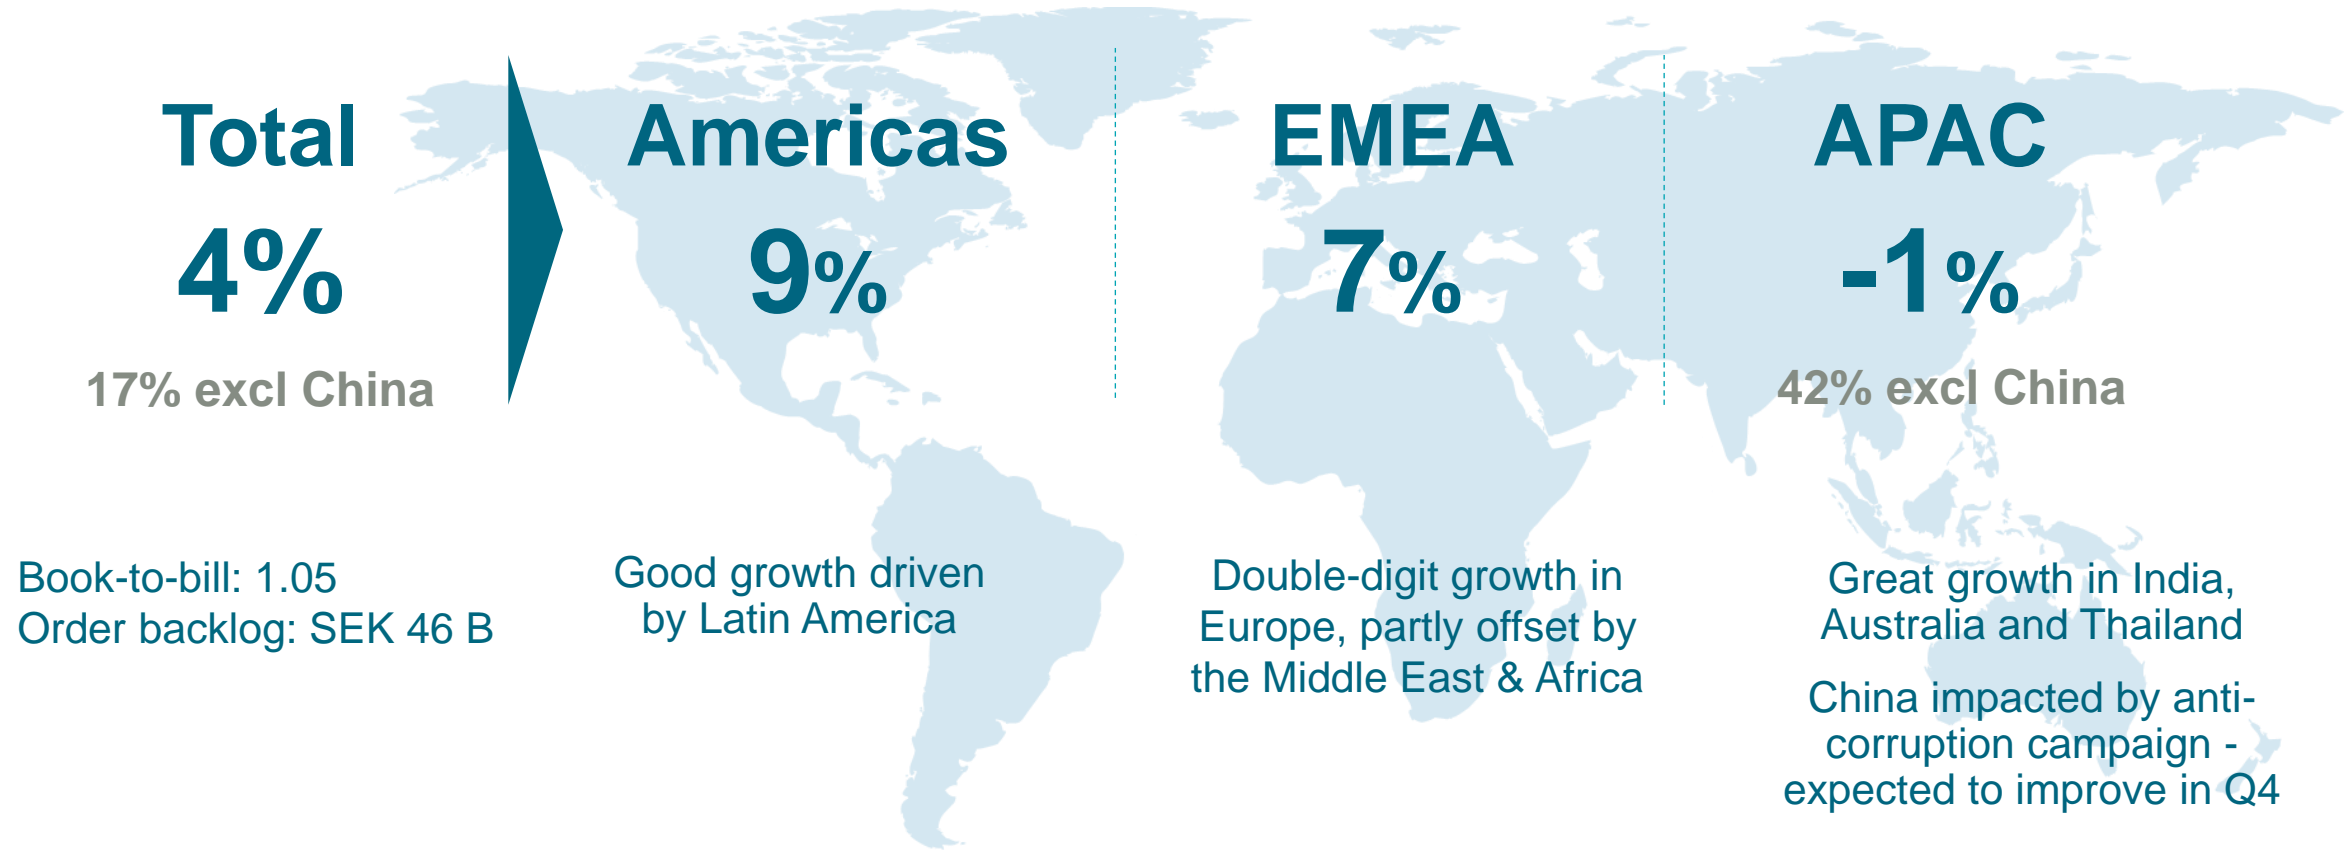 Total
4%
17% excl China
Book-to-bill: 1.05
Order backlog: SEK 46 B
Americas
9%
Good growth driven
by Latin America
EMEA
7%
Double-digit growth in
Europe, partly offset by
the Middle East & Africa
APAC
-1%
42% excl China
Great growth in India,
Australia and Thailand
China impacted by anti-
corruption campaign -
expected to improve in Q4